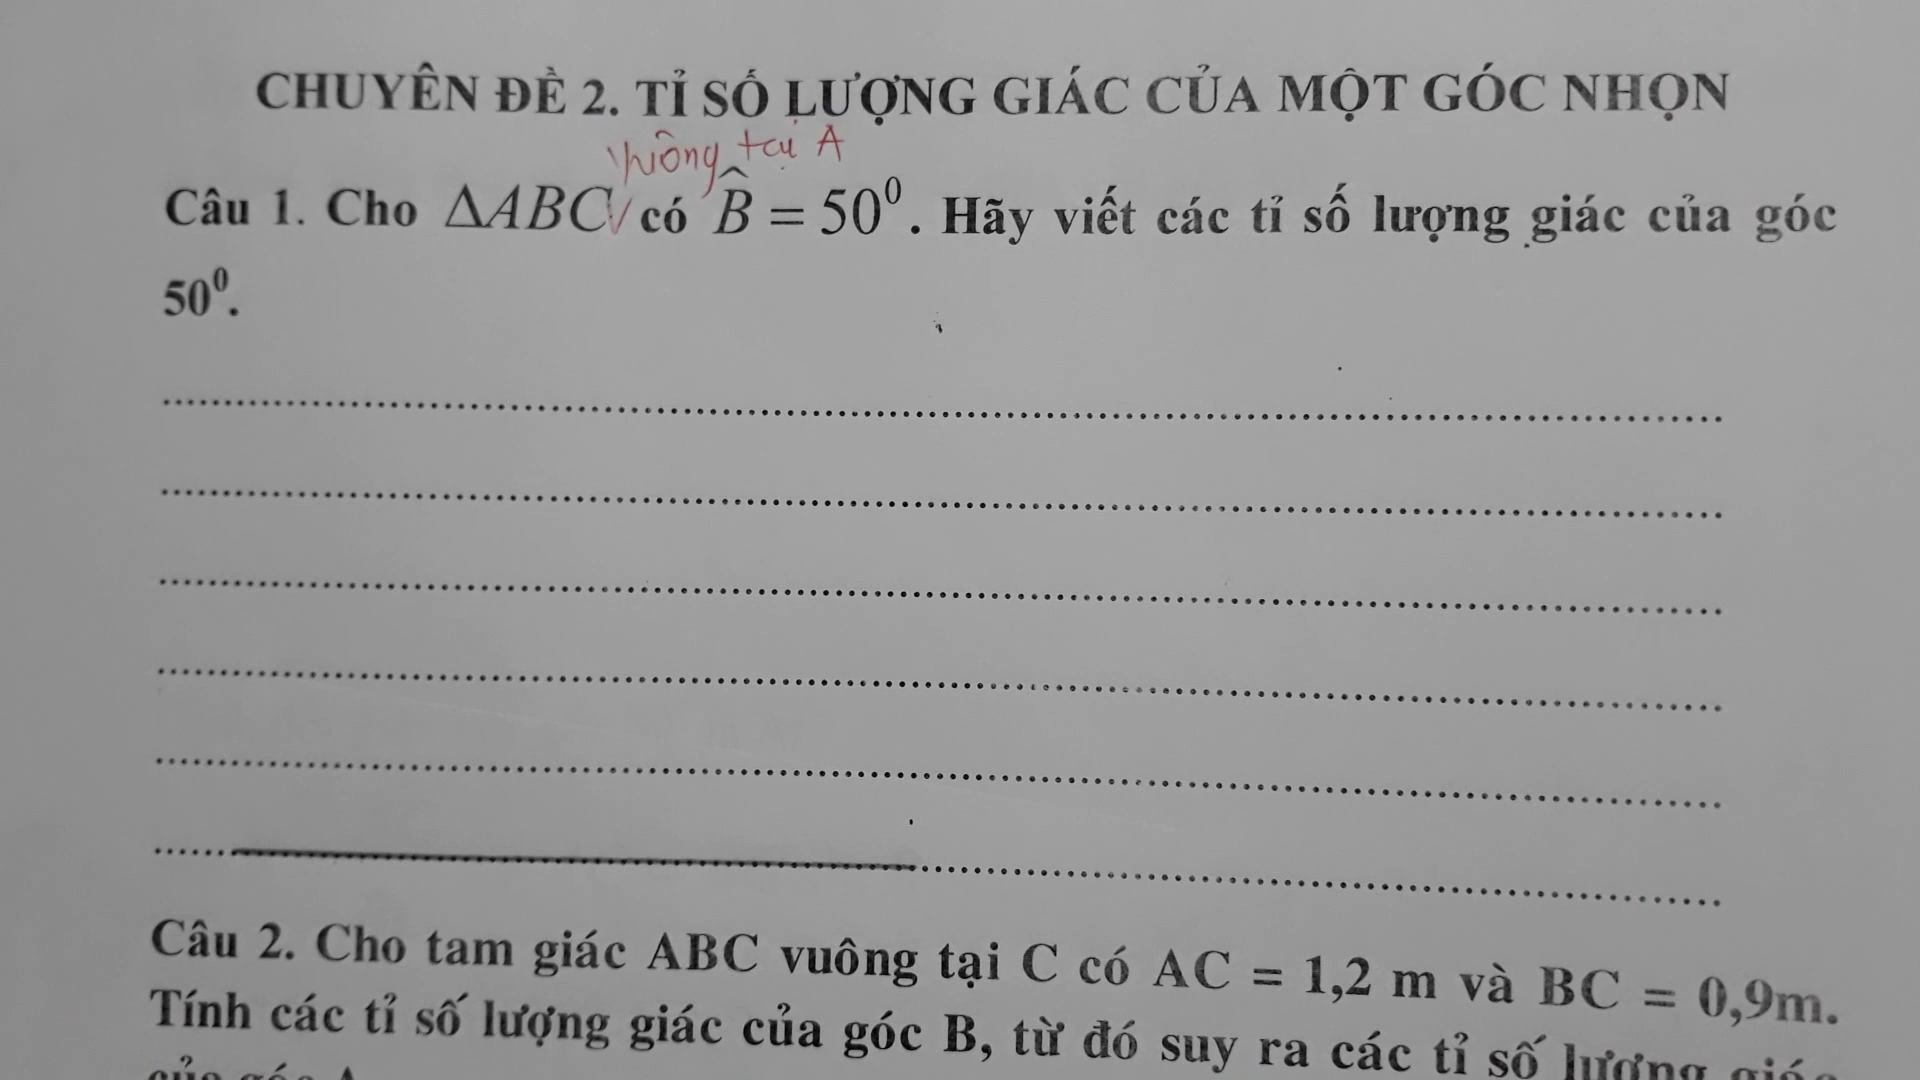 CHUYÊN ĐỀ 2. TỈ SỐ LƯỢNG GIÁC CỦA MỘT GÓC NHỌN
vuông tại A
Câu 1. Cho ΔABC có B̂ = 50⁰. Hãy viết các tỉ số lượng giác của góc
50⁰.
Câu 2. Cho tam giác ABC vuông tại C có AC = 1,2 m và BC = 0,9m.
Tính các tỉ số lượng giác của góc B, từ đó suy ra các tỉ số lượng giác
của góc A